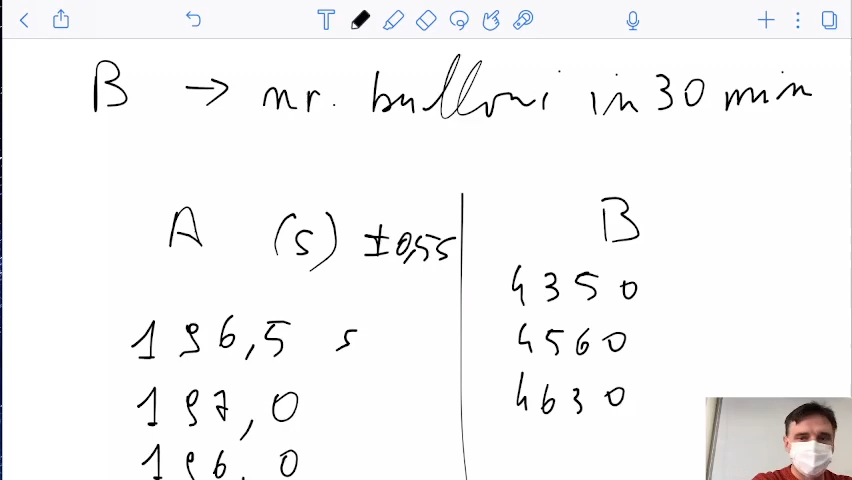 B → nr. bulloni in 30 min
A (s) ±0,5s B
196,5 s 4350
197,0 4560
196,0 4630